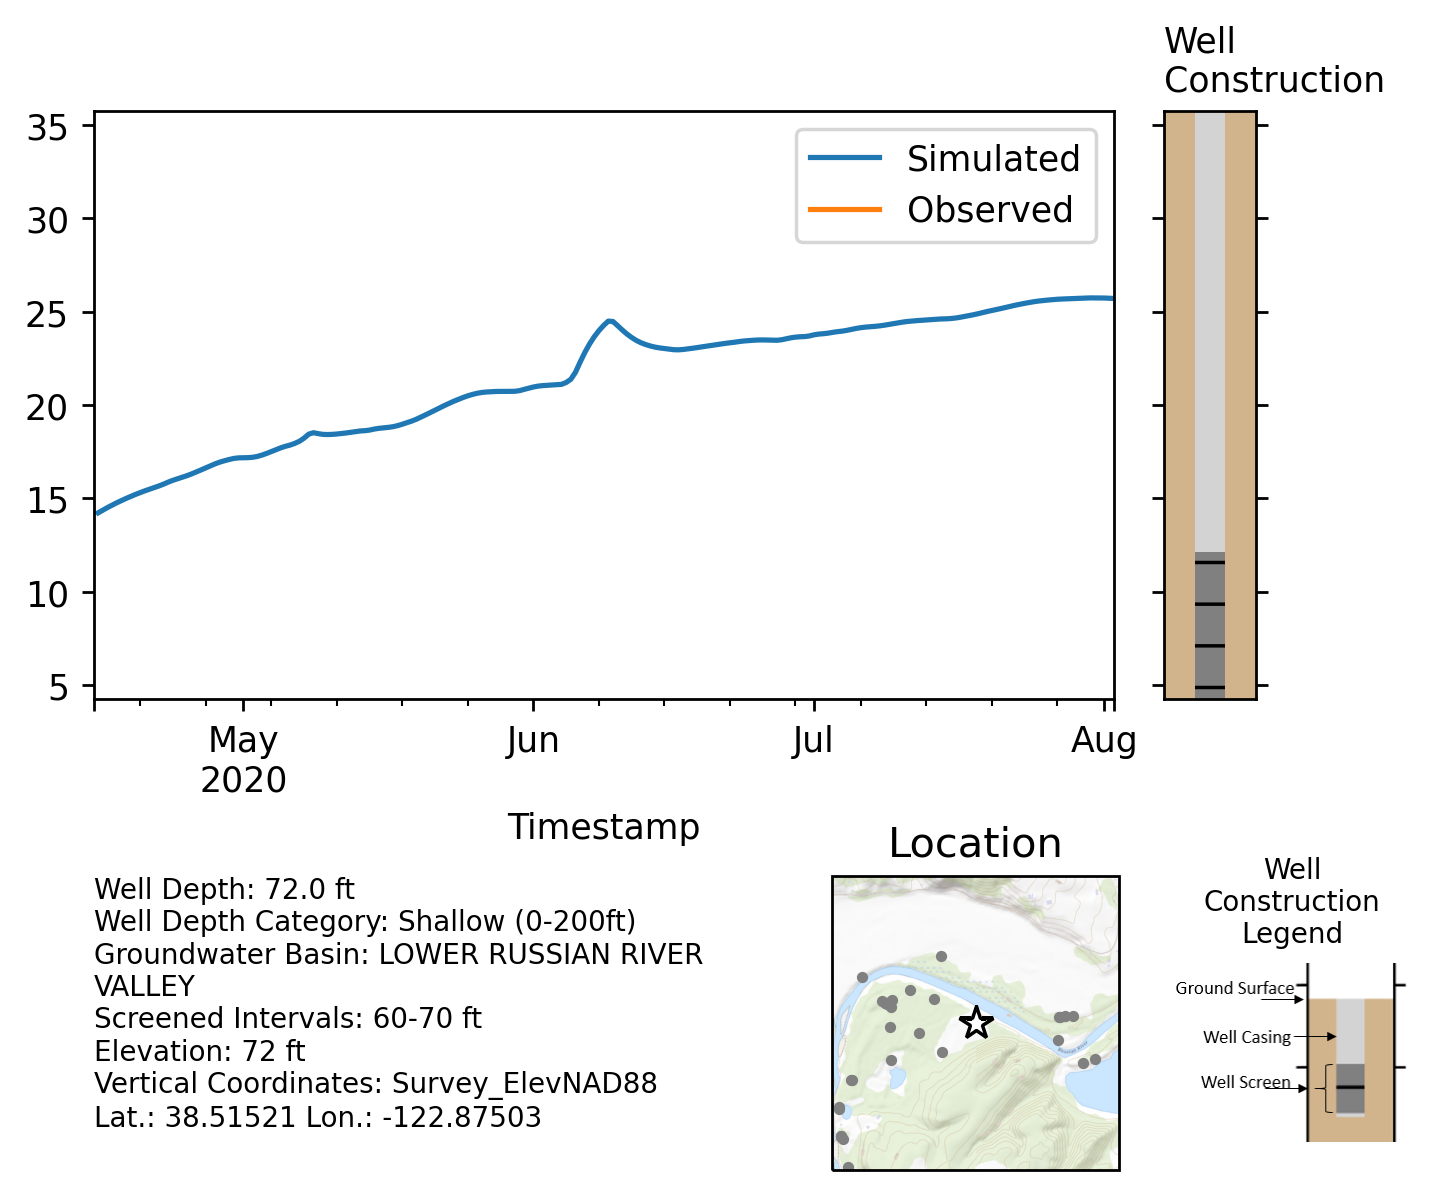 Well
Construction
35
30
25
20
15
10
5
Simulated
Observed
May
2020
Jun
Jul
Aug
Timestamp
Well Depth: 72.0 ft
Well Depth Category: Shallow (0-200ft)
Groundwater Basin: LOWER RUSSIAN RIVER
VALLEY
Screened Intervals: 60-70 ft
Elevation: 72 ft
Vertical Coordinates: Survey_ElevNAD88
Lat.: 38.51521 Lon.: -122.87503
Location
Russian River
Well
Construction
Legend
Ground Surface
Well Casing
Well Screen